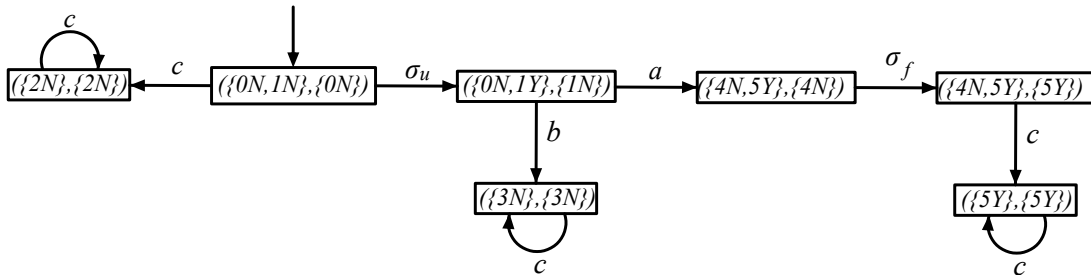 c
c
σu
a
σf
({2N},{2N})
({0N,1N},{0N})
({0N,1Y},{1N})
({4N,5Y},{4N})
({4N,5Y},{5Y})
b
c
({3N},{3N})
({5Y},{5Y})
c
c